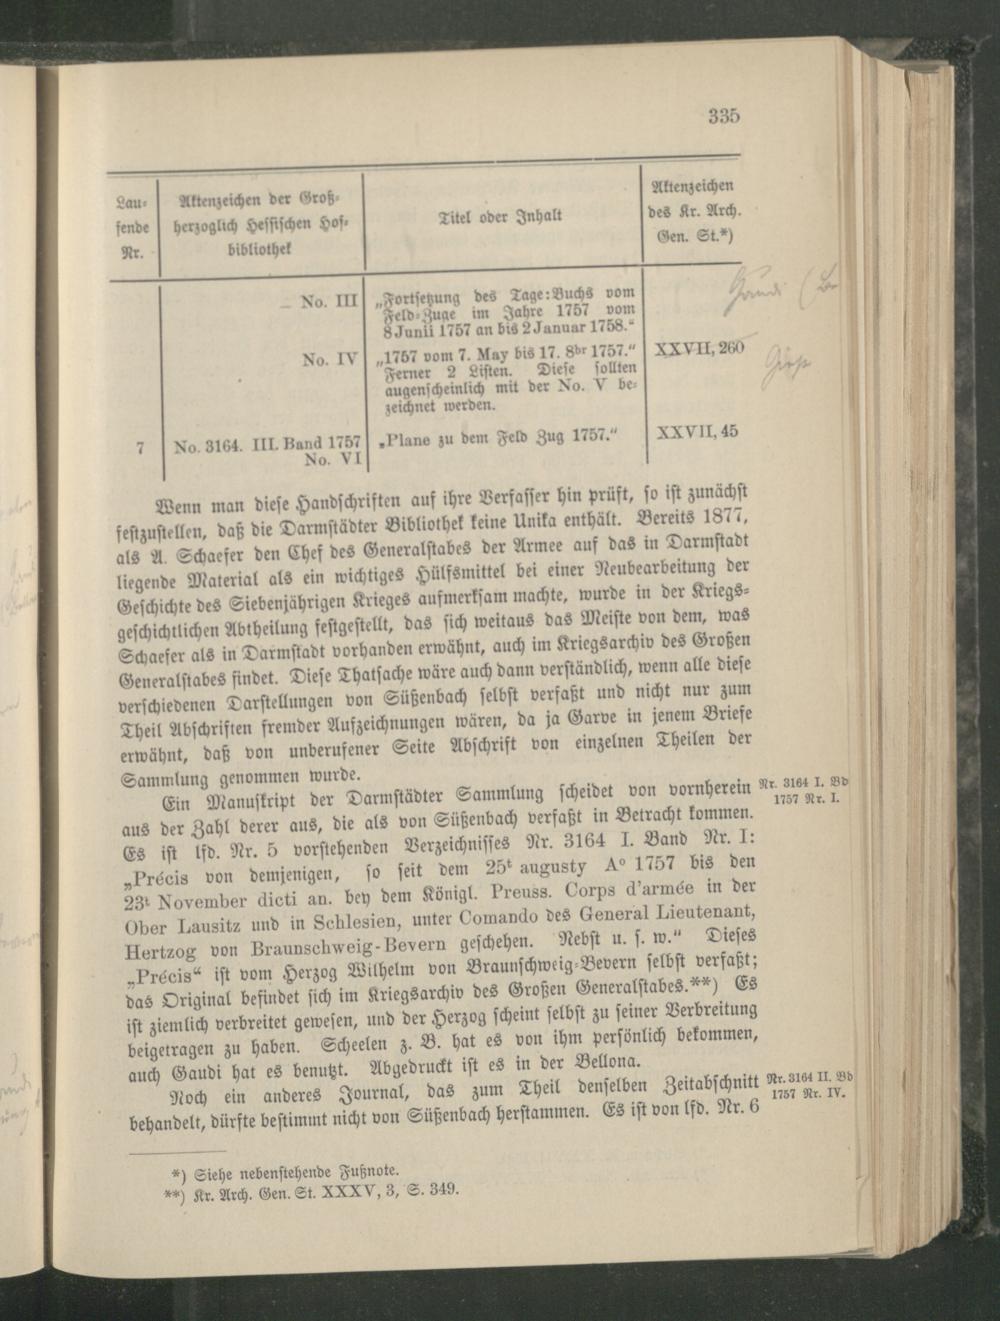 335
Lau-
fende
Nr.
Aktenzeichen der Groß-
herzoglich Hessischen Hof-
bibliothek
Titel oder Inhalt
Aktenzeichen
des Kr. Arch.
Gen. St.*)
No. III
„Fortsetzung des Tage=Buchs vom
Feld=Zuge im Jahre 1757 vom
8 Junii 1757 an bis 2 Januar 1758.“
No. IV
„1757 vom 7. May bis 17. 8br 1757.“
Ferner 2 Listen. Diese sollten
augenscheinlich mit der No. V be-
zeichnet werden.
XXVII, 260
7
No. 3164. III. Band 1757
No. VI
„Plane zu dem Feld Zug 1757.“
XXVII, 45
Gaudi
Wenn man diese Handschriften auf ihre Verfasser hin prüft, so ist zunächst
festzustellen, daß die Darmstädter Bibliothek keine Unika enthält. Bereits 1877,
als A. Schaefer den Chef des Generalstabes der Armee auf das in Darmstadt
liegende Material als ein wichtiges Hülfsmittel bei einer Neubearbeitung der
Geschichte des Siebenjährigen Krieges aufmerksam machte, wurde in der Kriegs-
geschichtlichen Abtheilung festgestellt, das sich weitaus das Meiste von dem, was
Schaefer als in Darmstadt vorhanden erwähnt, auch im Kriegsarchiv des Großen
Generalstabes findet. Diese Thatsache wäre auch dann verständlich, wenn alle diese
verschiedenen Darstellungen von Süßenbach selbst verfaßt und nicht nur zum
Theil Abschriften fremder Aufzeichnungen wären, da ja Garve in jenem Briefe
erwähnt, daß von unberufener Seite Abschrift von einzelnen Theilen der
Sammlung genommen wurde.
Ein Manuskript der Darmstädter Sammlung scheidet von vornherein
aus der Zahl derer aus, die als von Süßenbach verfaßt in Betracht kommen.
Es ist lfd. Nr. 5 vorstehenden Verzeichnisses Nr. 3164 I. Band Nr. I:
„Précis von demjenigen, so seit dem 25t augusty Ao 1757 bis den
23t November dicti an. bey dem Königl. Preuss. Corps d'armée in der
Ober Lausitz und in Schlesien, unter Comando des General Lieutenant,
Hertzog von Braunschweig-Bevern geschehen. Nebst u. s. w.“ Dieses
„Précis“ ist vom Herzog Wilhelm von Braunschweig-Bevern selbst verfaßt;
das Original befindet sich im Kriegsarchiv des Großen Generalstabes.**) Es
ist ziemlich verbreitet gewesen, und der Herzog scheint selbst zu seiner Verbreitung
beigetragen zu haben. Scheelen z. B. hat es von ihm persönlich bekommen,
auch Gaudi hat es benutzt. Abgedruckt ist es in der Bellona.
Noch ein anderes Journal, das zum Theil denselben Zeitabschnitt
behandelt, dürfte bestimmt nicht von Süßenbach herstammen. Es ist von lfd. Nr. 6
Nr. 3164 I. Bd
1757 Nr. I.
Nr. 3164 II. Bd
1757 Nr. IV.
*) Siehe nebenstehende Fußnote.
**) Kr. Arch. Gen. St. XXXV, 3, S. 349.